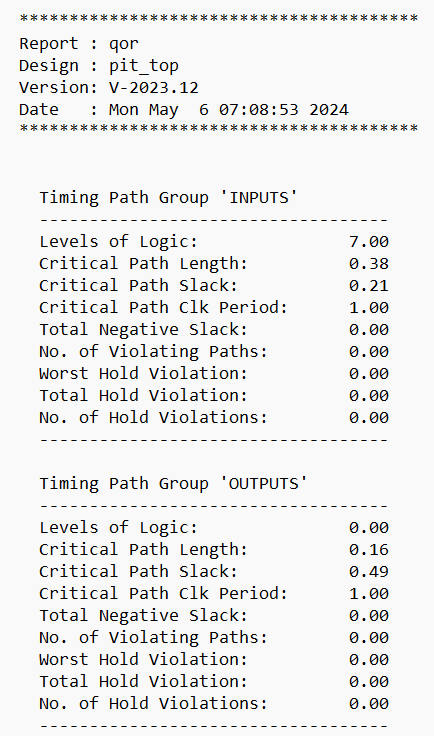 ****************************************
Report : qor
Design : pit_top
Version: V-2023.12
Date   : Mon May  6 07:08:53 2024
****************************************
Timing Path Group 'INPUTS'
-----------------------------------
Levels of Logic:               7.00
Critical Path Length:          0.38
Critical Path Slack:           0.21
Critical Path Clk Period:      1.00
Total Negative Slack:          0.00
No. of Violating Paths:        0.00
Worst Hold Violation:          0.00
Total Hold Violation:          0.00
No. of Hold Violations:        0.00
-----------------------------------
Timing Path Group 'OUTPUTS'
-----------------------------------
Levels of Logic:               0.00
Critical Path Length:          0.16
Critical Path Slack:           0.49
Critical Path Clk Period:      1.00
Total Negative Slack:          0.00
No. of Violating Paths:        0.00
Worst Hold Violation:          0.00
Total Hold Violation:          0.00
No. of Hold Violations:        0.00
-----------------------------------